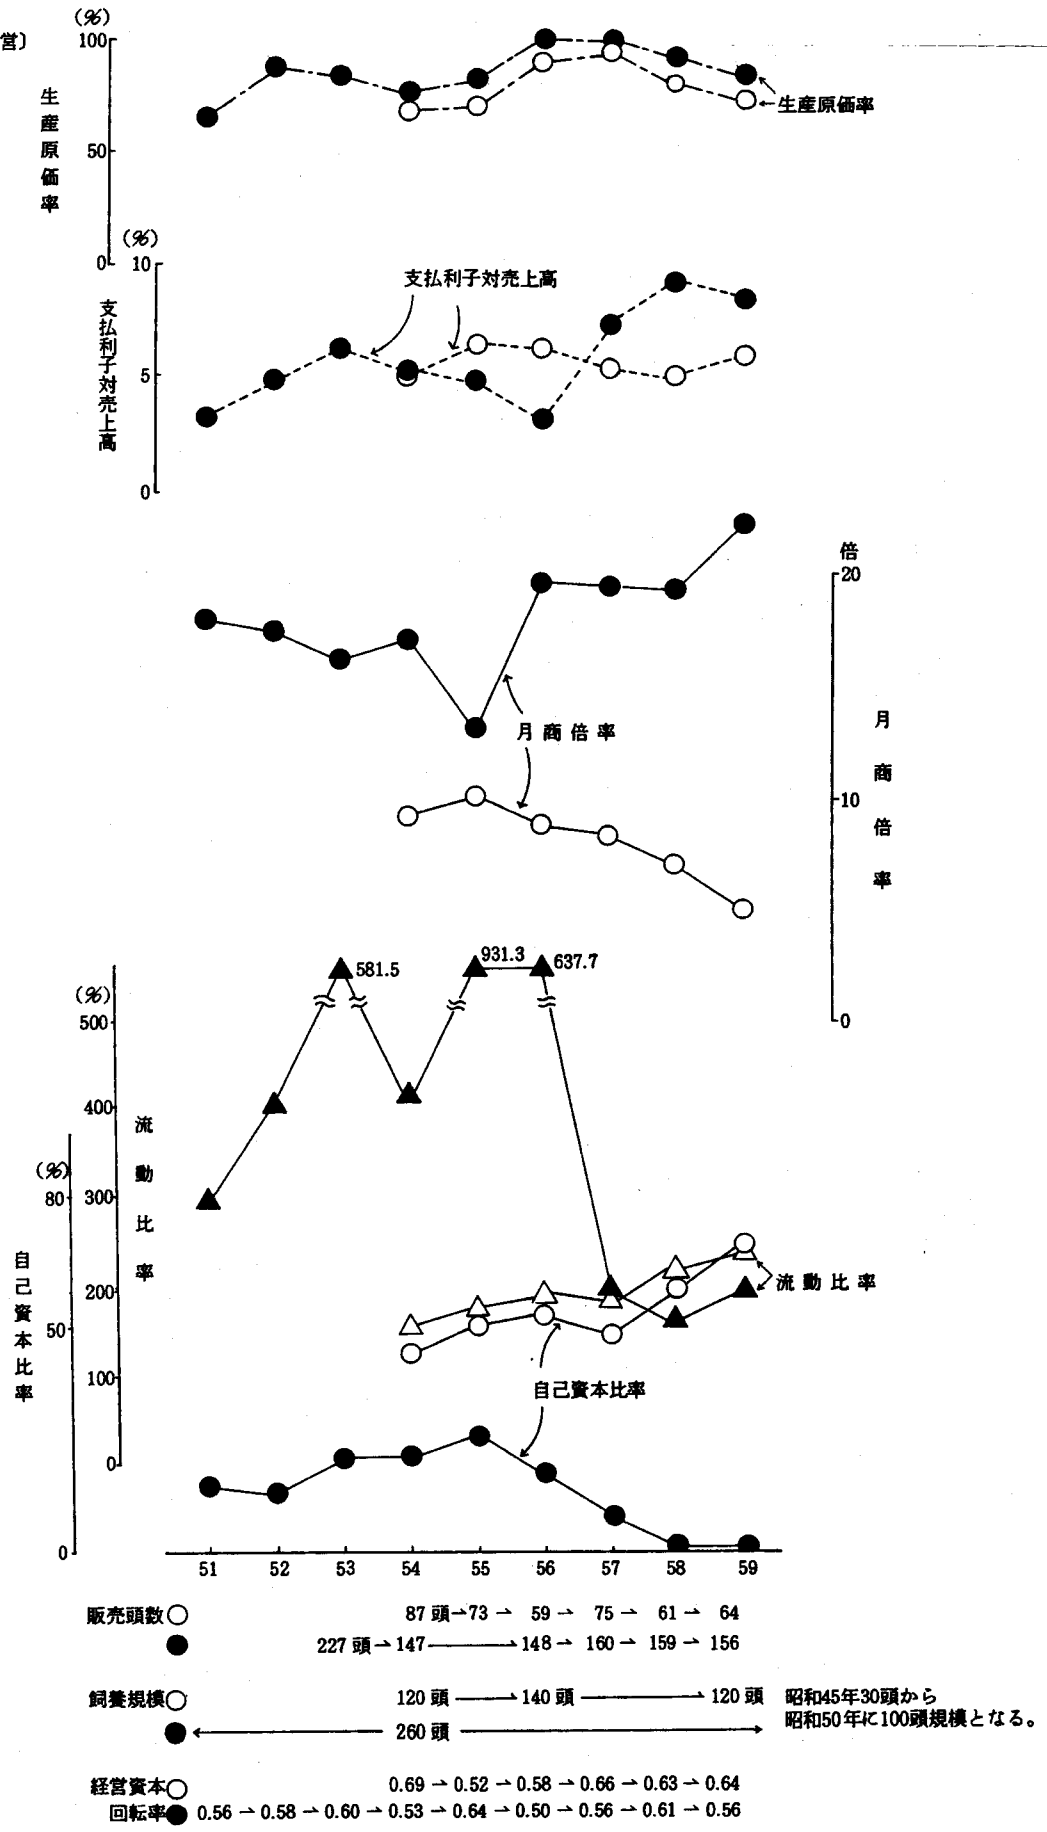 営〕
(%)
100
50
0
生産原価率
生産原価率
(%)
10
5
0
支払利子対売上高
支払利子対売上高
倍
20
10
0
月商倍率
月商倍率
581.5
931.3
637.7
(%)
500
400
300
200
100
0
流動比率
(%)
80
50
0
自己資本比率
流動比率
自己資本比率
51 52 53 54 55 56 57 58 59
販売頭数○ 87頭→73→59→75→61→64
● 227頭→147→148→160→159→156
飼養規模○ 120頭→140頭→120頭 昭和45年30頭から
昭和50年に100頭規模となる。
● ←260頭→
経営資本○ 0.69→0.52→0.58→0.66→0.63→0.64
回転率● 0.56→0.58→0.60→0.53→0.64→0.50→0.56→0.61→0.56